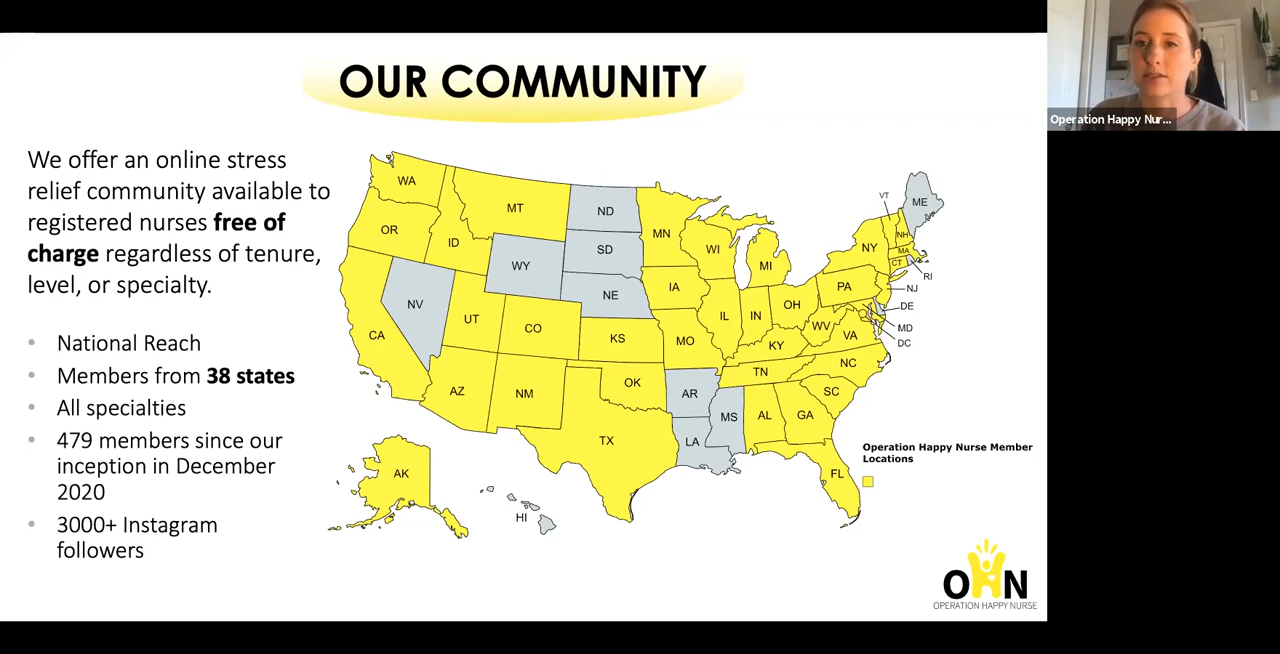 OUR COMMUNITY
Operation Happy Nur...
We offer an online stress
relief community available to
registered nurses free of
charge regardless of tenure,
level, or specialty.
• National Reach
• Members from 38 states
• All specialties
• 479 members since our
inception in December
2020
• 3000+ Instagram
followers
WA
OR
ID
MT
ND
SD
WY
NE
NV
UT
CO
CA
AZ
NM
KS
OK
TX
MN
IA
MO
AR
LA
WI
IL
IN
MI
OH
KY
TN
MS
AL
GA
FL
SC
NC
VA
WV
PA
NY
VT
NH
ME
MA
CT
RI
NJ
DE
MD
DC
AK
HI
Operation Happy Nurse Member
Locations
OHN
OPERATION HAPPY NURSE